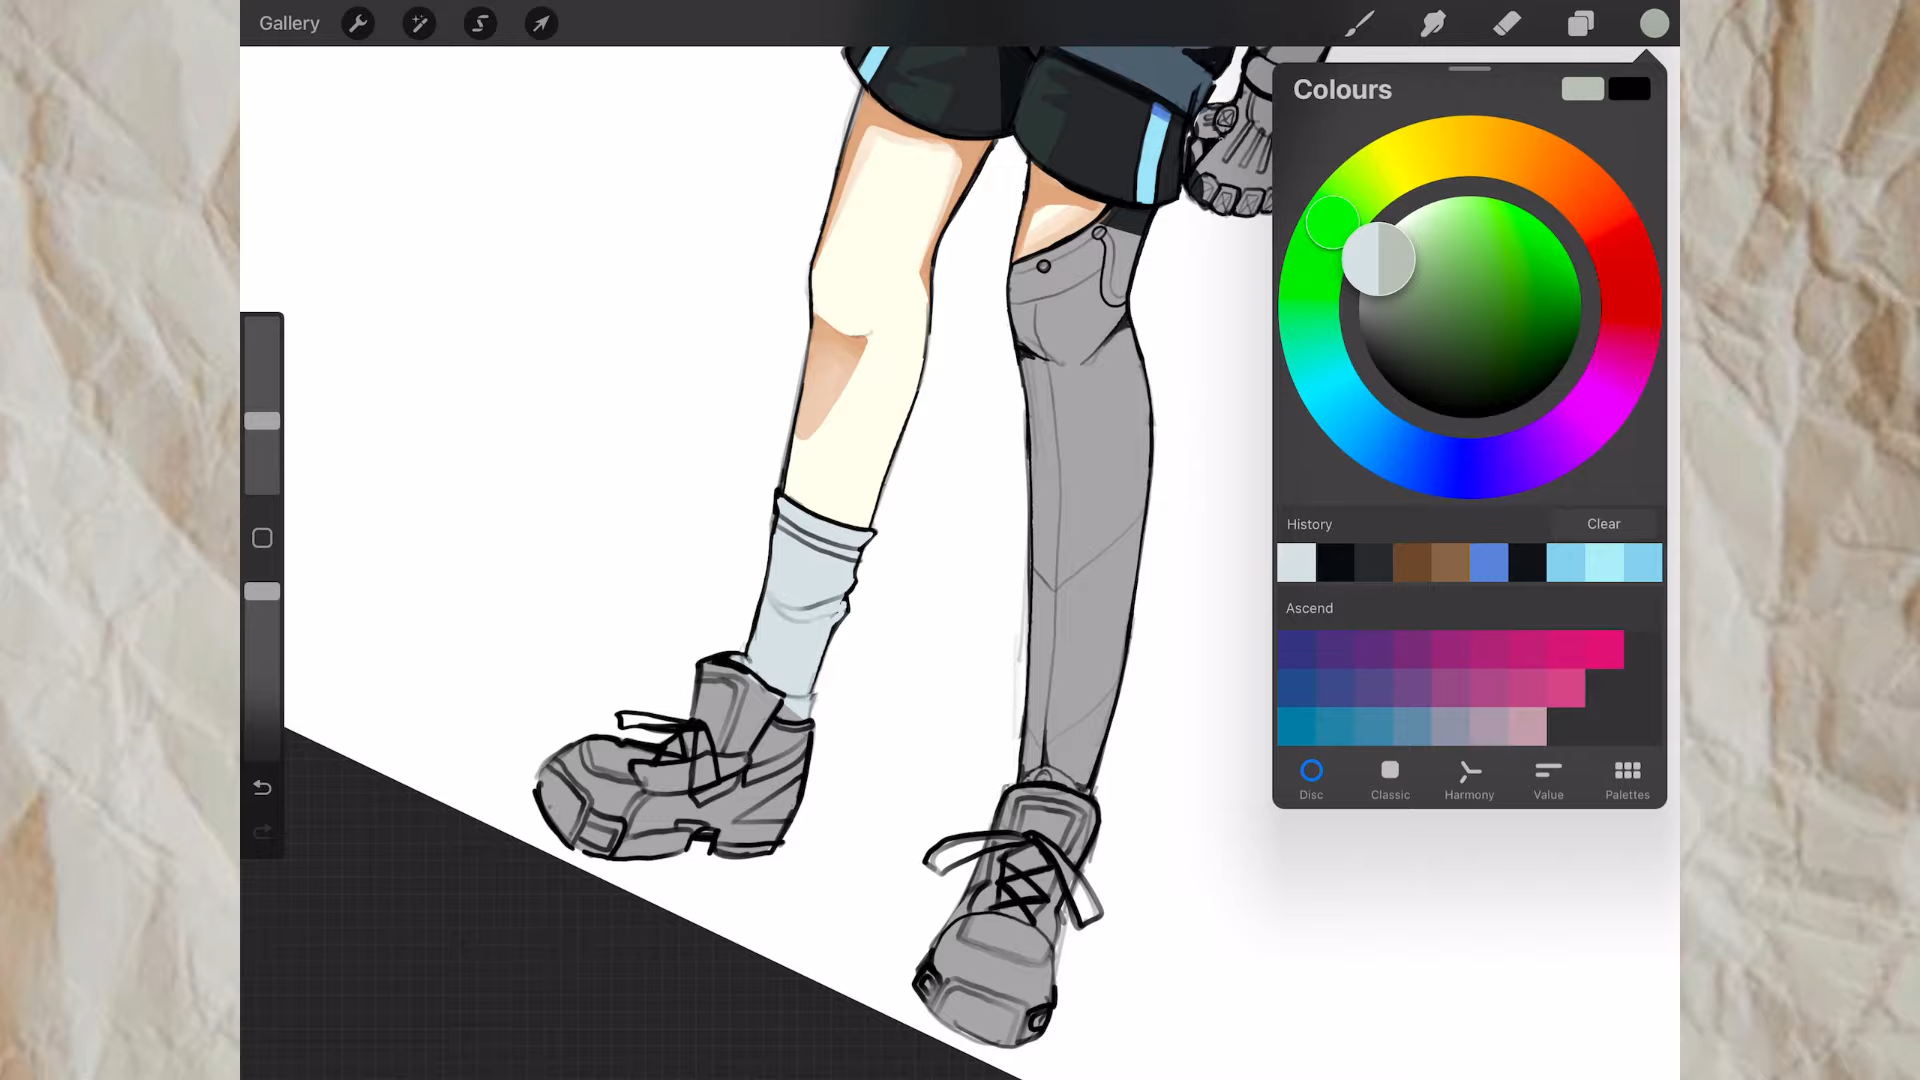 Gallery
Colours
History
Clear
Ascend
Disc
Classic
Harmony
Value
Palettes